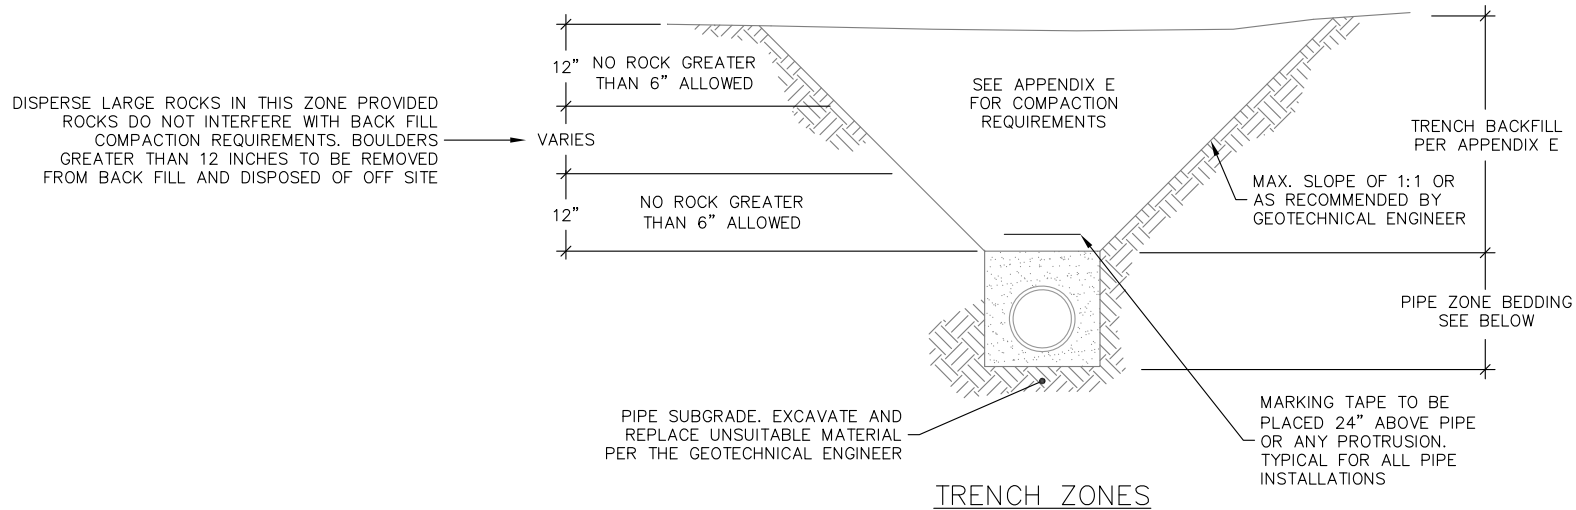 12”
NO ROCK GREATER
THAN 6” ALLOWED
DISPERSE LARGE ROCKS IN THIS ZONE PROVIDED
ROCKS DO NOT INTERFERE WITH BACK FILL
COMPACTION REQUIREMENTS. BOULDERS
GREATER THAN 12 INCHES TO BE REMOVED
FROM BACK FILL AND DISPOSED OF OFF SITE
VARIES
12”
NO ROCK GREATER
THAN 6” ALLOWED
SEE APPENDIX E
FOR COMPACTION
REQUIREMENTS
TRENCH BACKFILL
PER APPENDIX E
MAX. SLOPE OF 1:1 OR
AS RECOMMENDED BY
GEOTECHNICAL ENGINEER
PIPE ZONE BEDDING
SEE BELOW
PIPE SUBGRADE. EXCAVATE AND
REPLACE UNSUITABLE MATERIAL
PER THE GEOTECHNICAL ENGINEER
MARKING TAPE TO BE
PLACED 24” ABOVE PIPE
OR ANY PROTRUSION.
TYPICAL FOR ALL PIPE
INSTALLATIONS
TRENCH ZONES